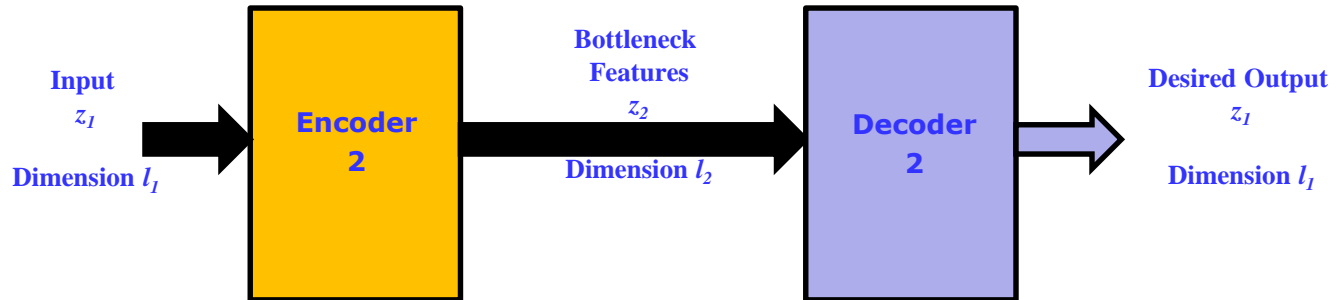 Input
z₁
Dimension l₁
Encoder
2
Bottleneck
Features
z₂
Dimension l₂
Decoder
2
Desired Output
z₁
Dimension l₁